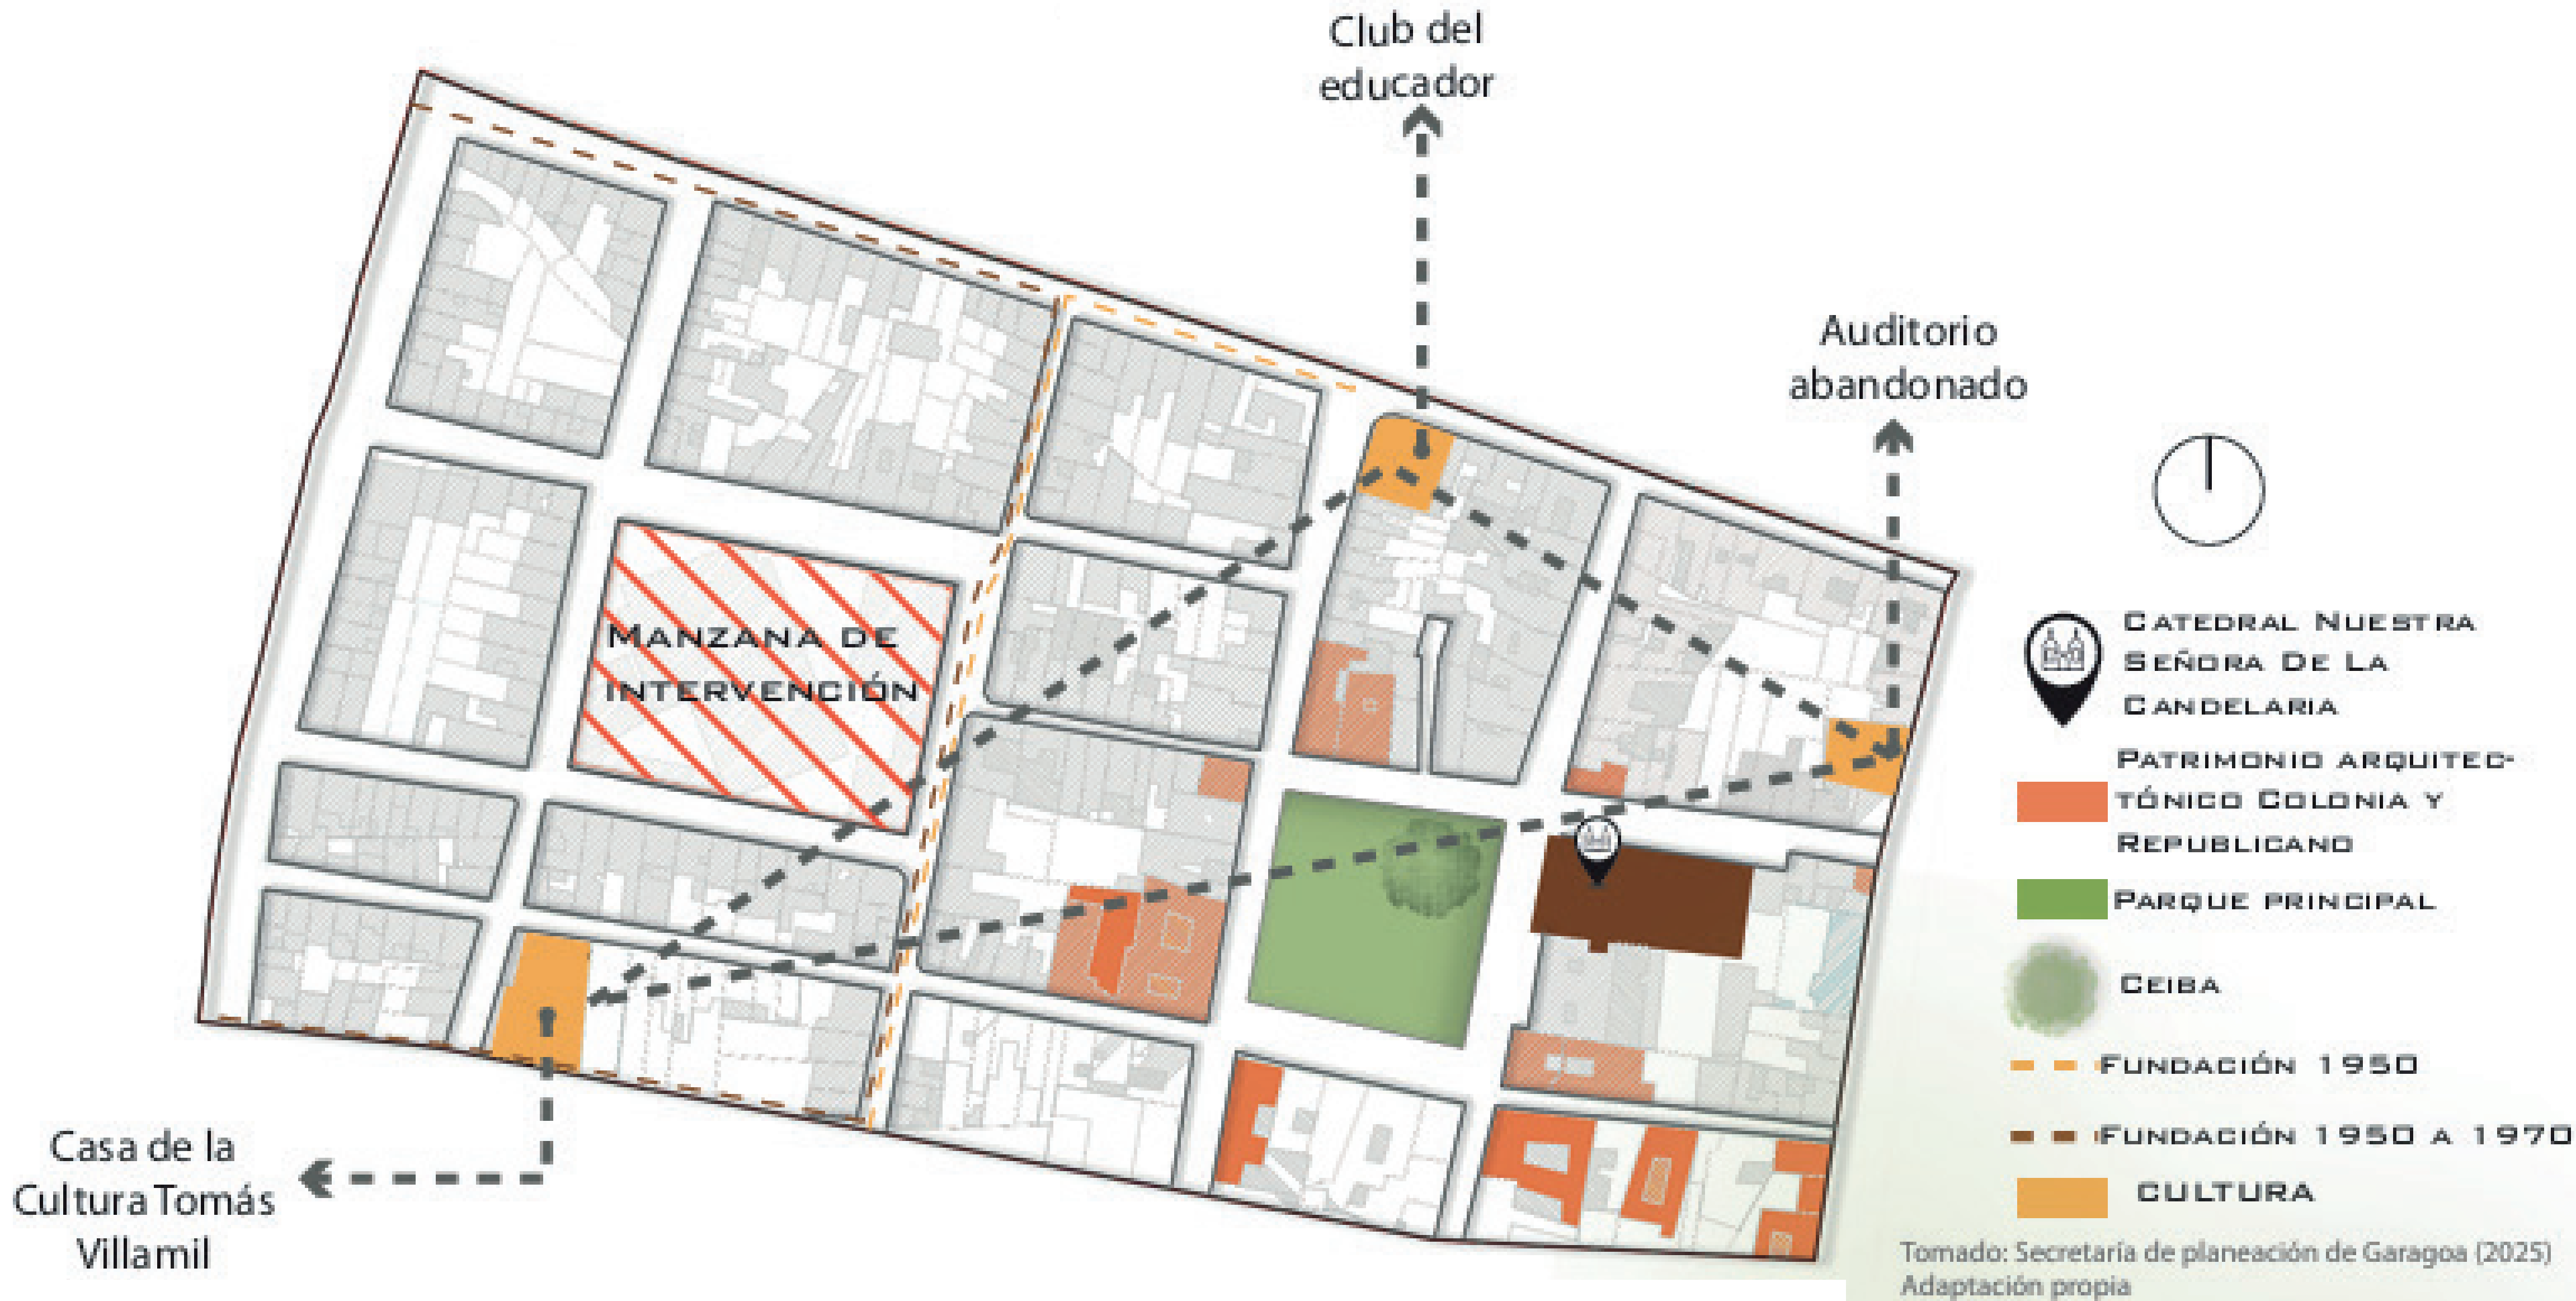 Club del
educador
Auditorio
abandonado
MANZANA DE
INTERVENCIÓN
Casa de la
Cultura Tomás
Villamil
CATEDRAL NUESTRA
SEÑORA DE LA
CANDELARIA
PATRIMONIO ARQUITEC-
TÓNICO COLONIA Y
REPUBLICANO
PARQUE PRINCIPAL
CEIBA
FUNDACIÓN 1950
FUNDACIÓN 1950 A 1970
CULTURA
Tomado: Secretaría de planeación de Garagoa (2025)
Adaptación propia